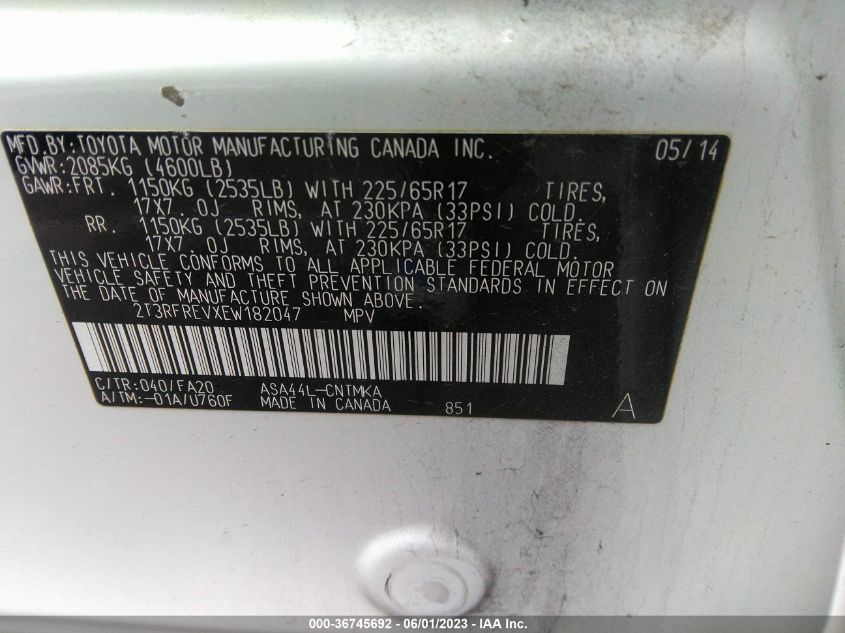 MFD.BY:TOYOTA MOTOR MANUFACTURING CANADA INC. 05/14
GVWR:2085KG (4600LB)
GAWR:FRT. 1150KG (2535LB) WITH 225/65R17 TIRES,
17X7.0J RIMS, AT 230KPA (33PSI) COLD.
RR. 1150KG (2535LB) WITH 225/65R17 TIRES,
17X7.0J RIMS, AT 230KPA (33PSI) COLD.
THIS VEHICLE CONFORMS TO ALL APPLICABLE FEDERAL MOTOR
VEHICLE SAFETY AND THEFT PREVENTION STANDARDS IN EFFECT ON
THE DATE OF MANUFACTURE SHOWN ABOVE.
2T3RFREVXEW182047 MPV
C/TR:040/FA20 ASA44L-CNTMKA
A/TM:-01A/U760F MADE IN CANADA 851 A
000-36745692 - 06/01/2023 - IAA Inc.